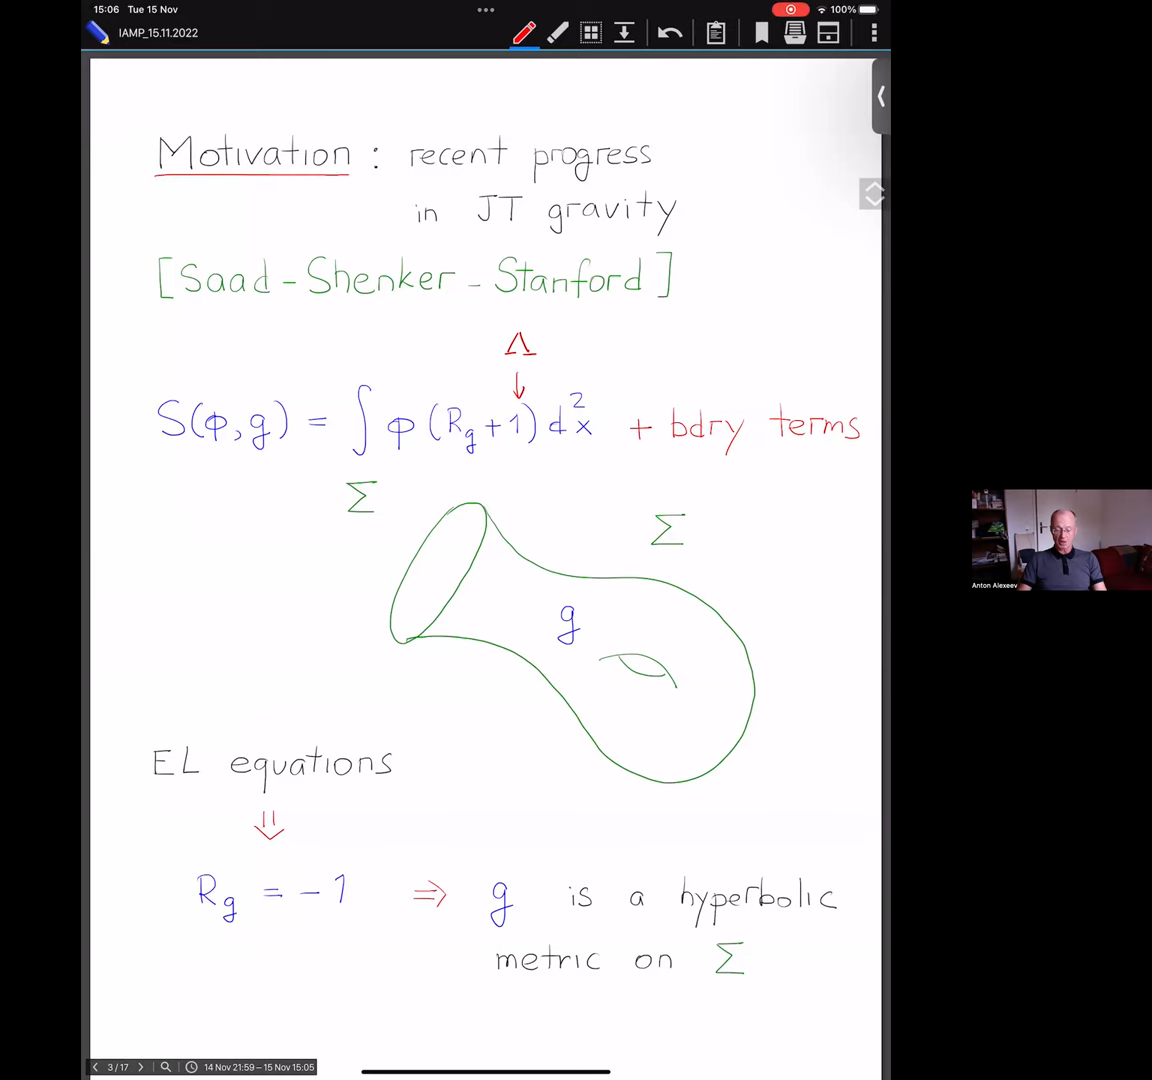 15:06 Tue 15 Nov
100%
IAMP_15.11.2022
Motivation : recent progress
in JT gravity
[Saad - Shenker - Stanford]
Λ
↓
S(φ,g) = ∫ φ (R_g + 1) d²x + bdry terms
Σ
Σ
g
EL equations
⇓
R_g = -1 ⇒ g is a hyperbolic
metric on Σ
Anton Alexeev
3/17
14 Nov 21:59 – 15 Nov 15:05